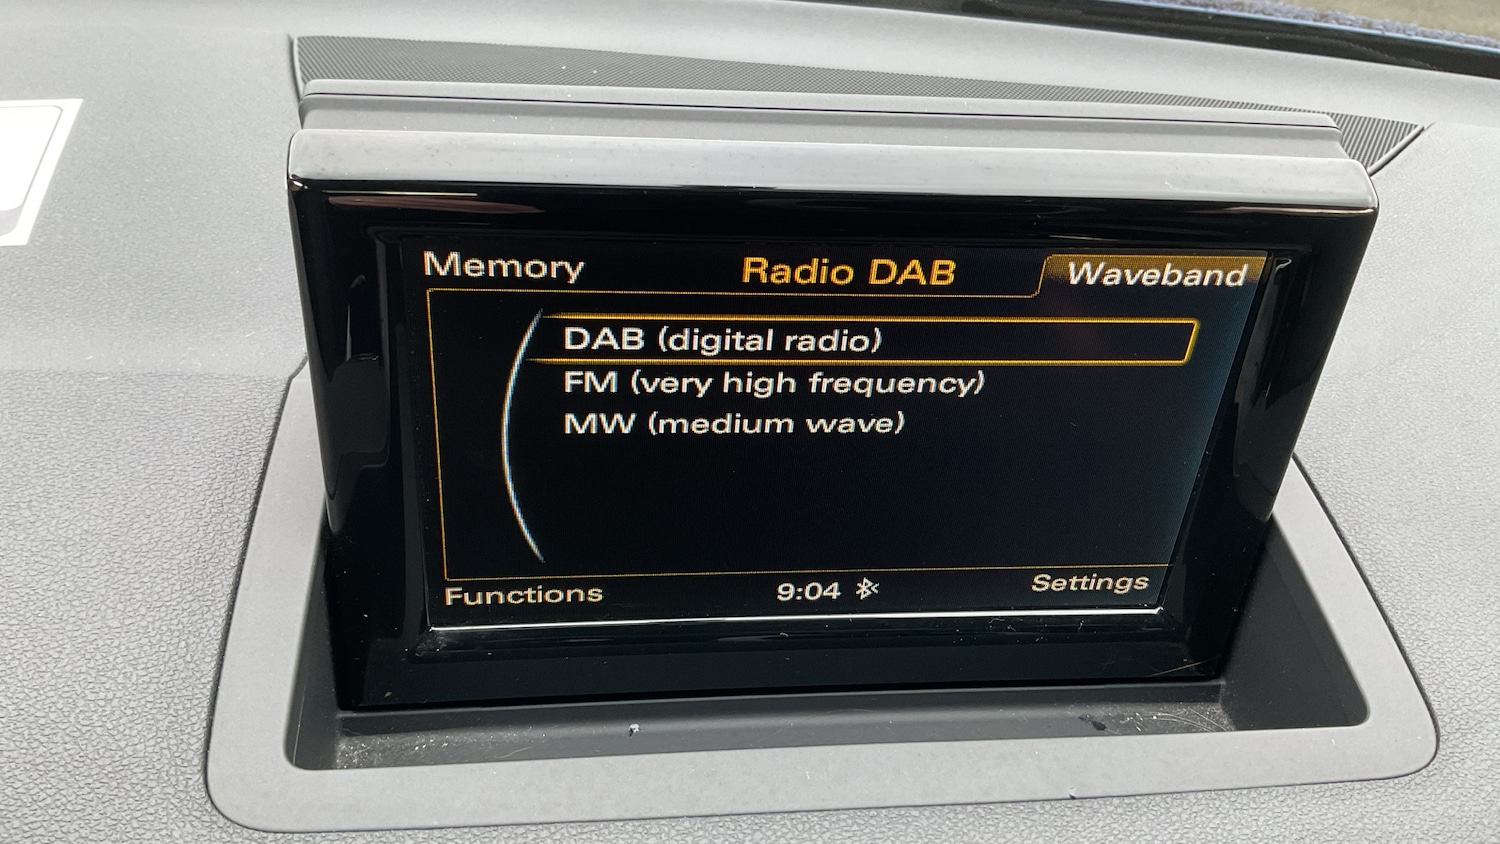 Memory Radio DAB Waveband
DAB (digital radio)
FM (very high frequency)
MW (medium wave)
Functions 9:04 Settings